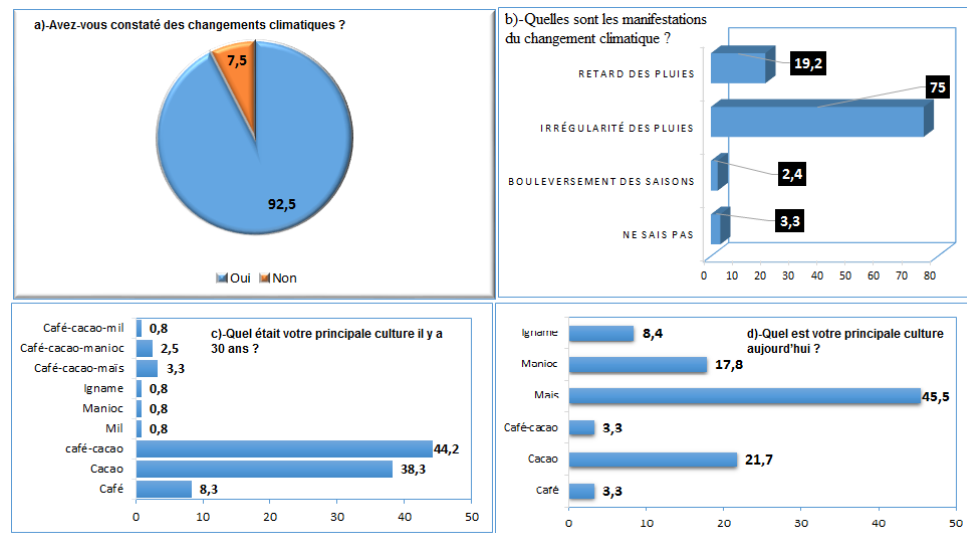 a)-Avez-vous constaté des changements climatiques ?
7,5
92,5
Oui Non
b)-Quelles sont les manifestations
du changement climatique ?
RETARD DES PLUIES 19,2
IRRÉGULARITÉ DES PLUIES 75
BOULEVERSEMENT DES SAISONS 2,4
NE SAIS PAS 3,3
0 10 20 30 40 50 60 70 80
c)-Quel était votre principale culture il y a
30 ans ?
Café-cacao-mil 0,8
Café-cacao-manioc 2,5
Café-cacao-maïs 3,3
Igname 0,8
Manioc 0,8
Mil 0,8
café-cacao 44,2
Cacao 38,3
Café 8,3
0 10 20 30 40 50
d)-Quel est votre principale culture
aujourd'hui ?
Igname 8,4
Manioc 17,8
Mais 45,5
Café-cacao 3,3
Cacao 21,7
Café 3,3
0 10 20 30 40 50